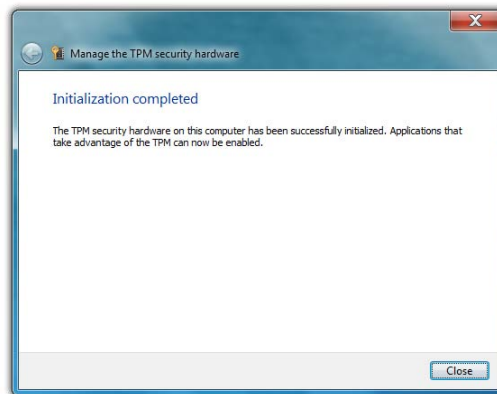 Manage the TPM security hardware
Initialization completed
The TPM security hardware on this computer has been successfully initialized. Applications that
take advantage of the TPM can now be enabled.
Close